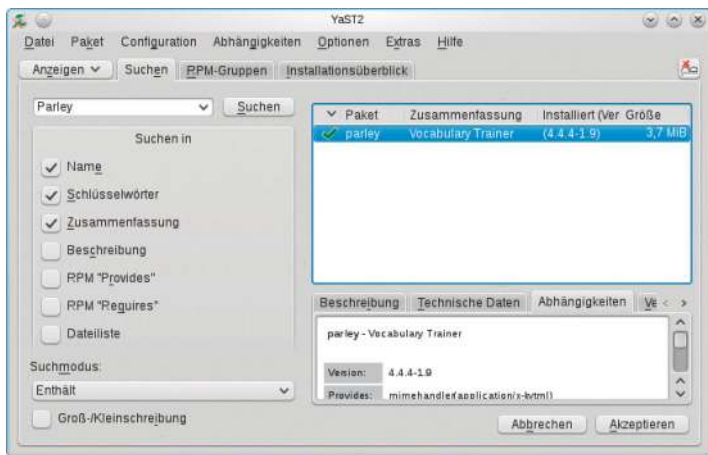 YaST2
Datei Paket Configuration Abhängigkeiten Optionen Extras Hilfe
Anzeigen Suchen RPM-Gruppen Installationsüberblick
Parley Suchen
Suchen in
Name
Schlüsselwörter
Zusammenfassung
Beschreibung
RPM "Provides"
RPM "Requires"
Dateiliste
Suchmodus:
Enthält
Groß-/Kleinschreibung
Paket Zusammenfassung Installiert (Ver Größe
parley Vocabulary Trainer (4.4.4-1.9) 3,7 MiB
Beschreibung Technische Daten Abhängigkeiten Ve
parley - Vocabulary Trainer
Version: 4.4.4-1.9
Provides: mimehandler(application/x-kvtml)
Abbrechen Akzeptieren